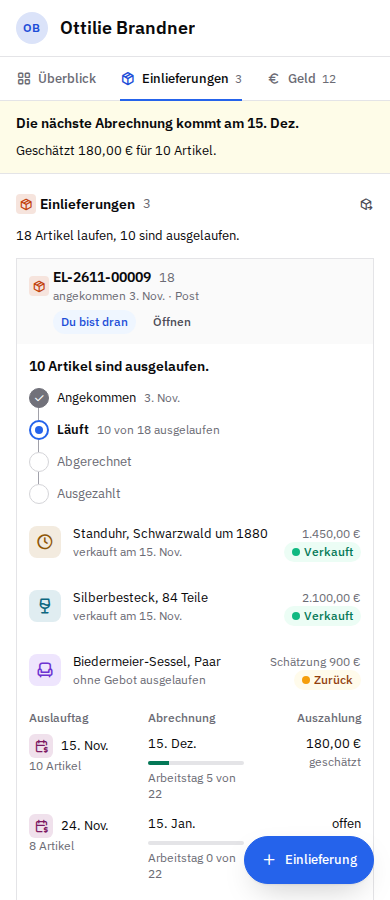 OB Ottilie Brandner
Überblick Einlieferungen 3 Geld 12
Die nächste Abrechnung kommt am 15. Dez.
Geschätzt 180,00 € für 10 Artikel.
Einlieferungen 3
18 Artikel laufen, 10 sind ausgelaufen.
EL-2611-00009 18
angekommen 3. Nov. · Post
Du bist dran Öffnen
10 Artikel sind ausgelaufen.
Angekommen 3. Nov.
Läuft 10 von 18 ausgelaufen
Abgerechnet
Ausgezahlt
Standuhr, Schwarzwald um 1880 1.450,00 €
verkauft am 15. Nov. Verkauft
Silberbesteck, 84 Teile 2.100,00 €
verkauft am 15. Nov. Verkauft
Biedermeier-Sessel, Paar Schätzung 900 €
ohne Gebot ausgelaufen Zurück
Auslauftag Abrechnung Auszahlung
15. Nov. 15. Dez. 180,00 €
10 Artikel geschätzt
Arbeitstag 5 von
22
24. Nov. 15. Jan. offen
8 Artikel
Arbeitstag 0 von
22
Einlieferung